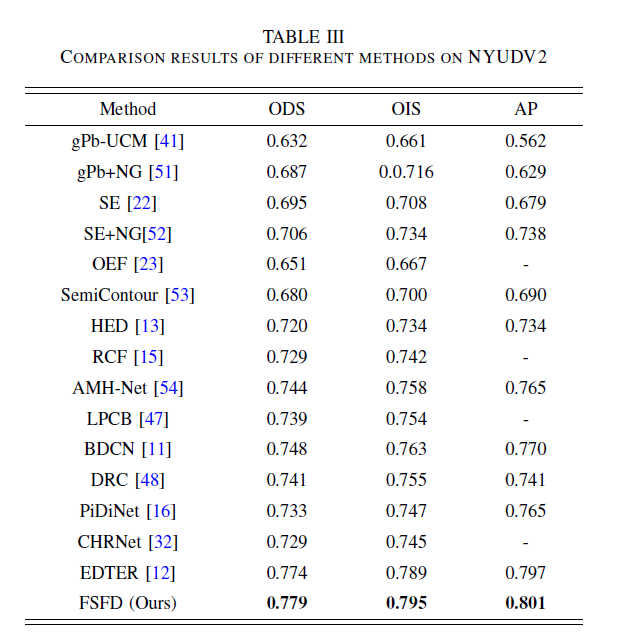 TABLE III
COMPARISON RESULTS OF DIFFERENT METHODS ON NYUDV2
Method ODS OIS AP
gPb-UCM [41] 0.632 0.661 0.562
gPb+NG [51] 0.687 0.0.716 0.629
SE [22] 0.695 0.708 0.679
SE+NG[52] 0.706 0.734 0.738
OEF [23] 0.651 0.667 -
SemiContour [53] 0.680 0.700 0.690
HED [13] 0.720 0.734 0.734
RCF [15] 0.729 0.742 -
AMH-Net [54] 0.744 0.758 0.765
LPCB [47] 0.739 0.754 -
BDCN [11] 0.748 0.763 0.770
DRC [48] 0.741 0.755 0.741
PiDiNet [16] 0.733 0.747 0.765
CHRNet [32] 0.729 0.745 -
EDTER [12] 0.774 0.789 0.797
FSFD (Ours) 0.779 0.795 0.801